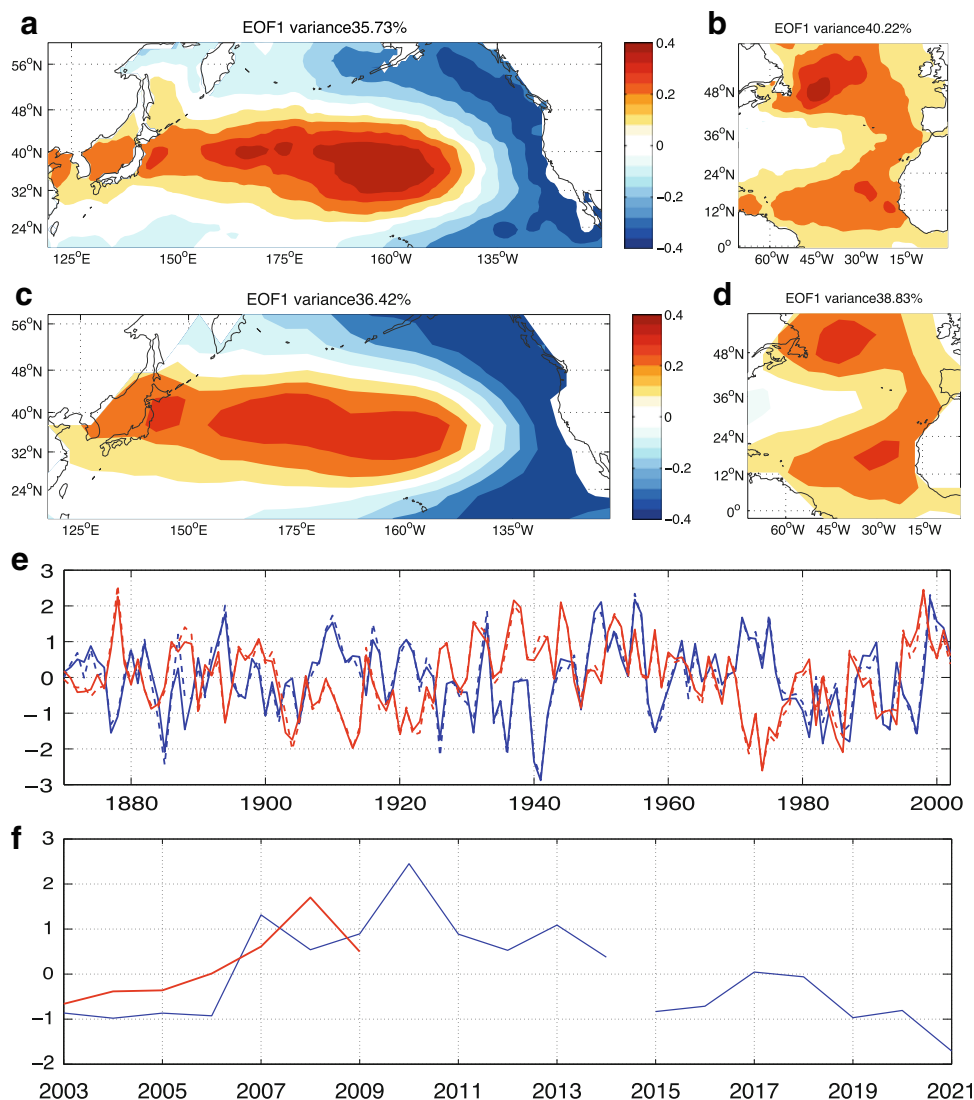 a
EOF1 variance35.73%
56°N
48°N
40°N
32°N
24°N
125°E 150°E 175°E 160°W 135°W
0.4
0.2
0
−0.2
−0.4
b
EOF1 variance40.22%
48°N
36°N
24°N
12°N
0°
60°W 45°W 30°W 15°W
c
EOF1 variance36.42%
56°N
48°N
40°N
32°N
24°N
125°E 150°E 175°E 160°W 135°W
0.4
0.2
0
−0.2
−0.4
d
EOF1 variance38.83%
48°N
36°N
24°N
12°N
0°
60°W 45°W 30°W 15°W
e
3
2
1
0
−1
−2
−3
1880 1900 1920 1940 1960 1980 2000
f
3
2
1
0
−1
−2
2003 2005 2007 2009 2011 2013 2015 2017 2019 2021